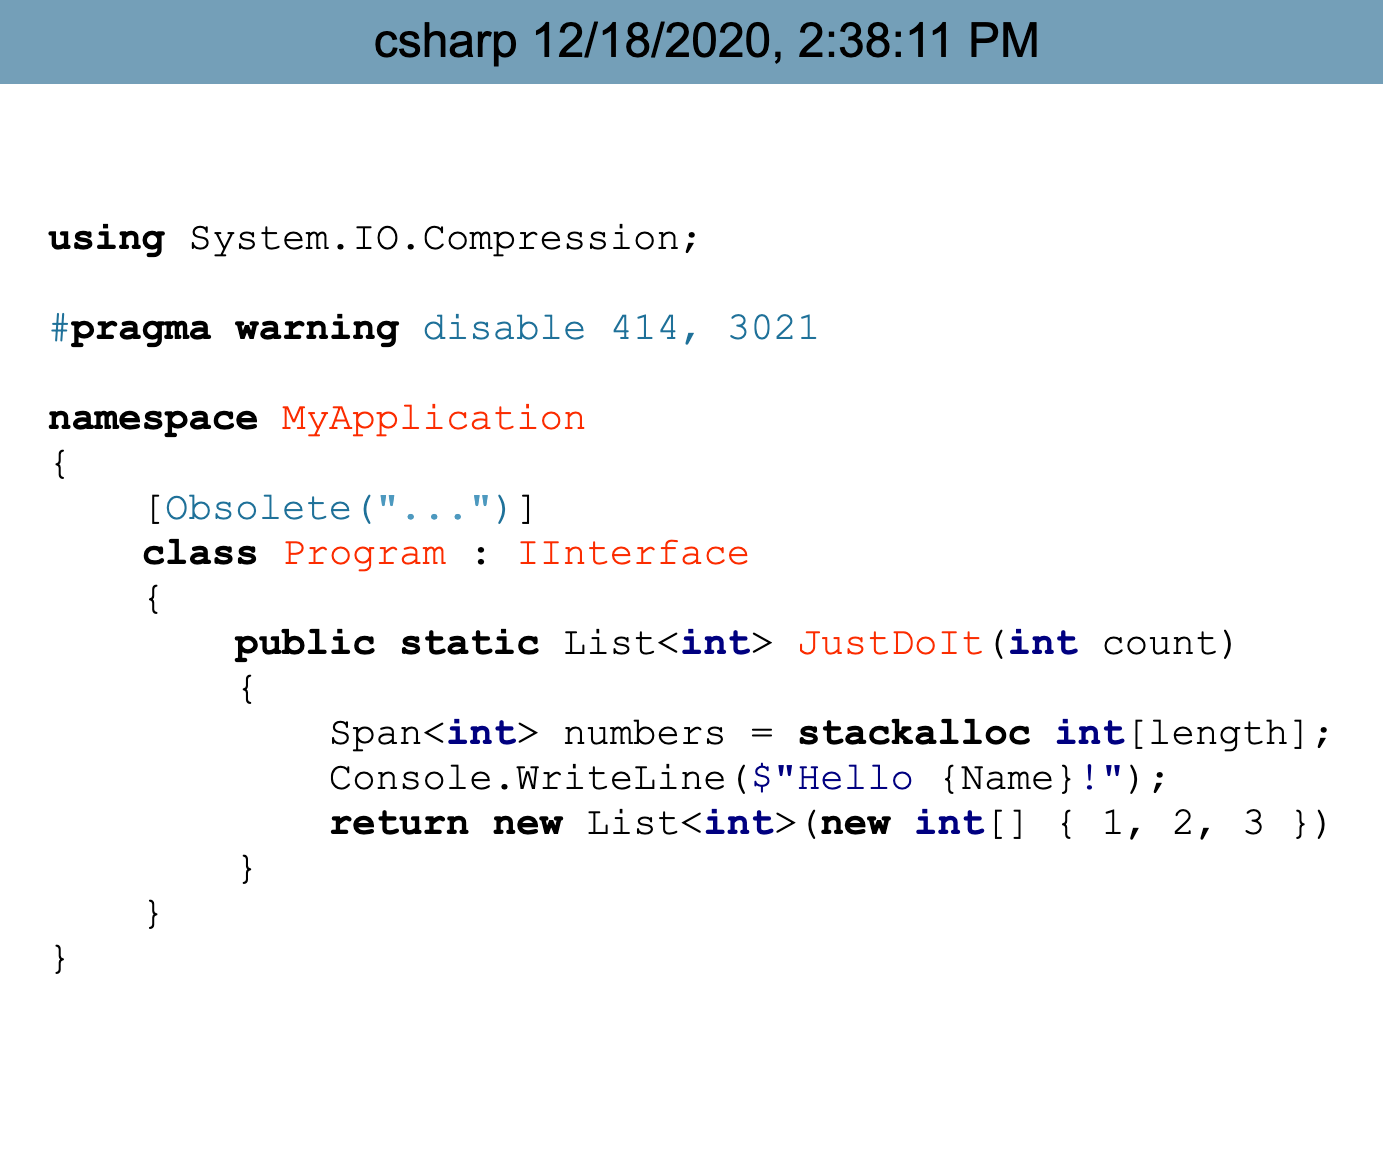 csharp 12/18/2020, 2:38:11 PM
using System.IO.Compression;
#pragma warning disable 414, 3021
namespace MyApplication
{
    [Obsolete("...")]
    class Program : IInterface
    {
        public static List<int> JustDoIt(int count)
        {
            Span<int> numbers = stackalloc int[length];
            Console.WriteLine($"Hello {Name}!");
            return new List<int>(new int[] { 1, 2, 3 })
        }
    }
}